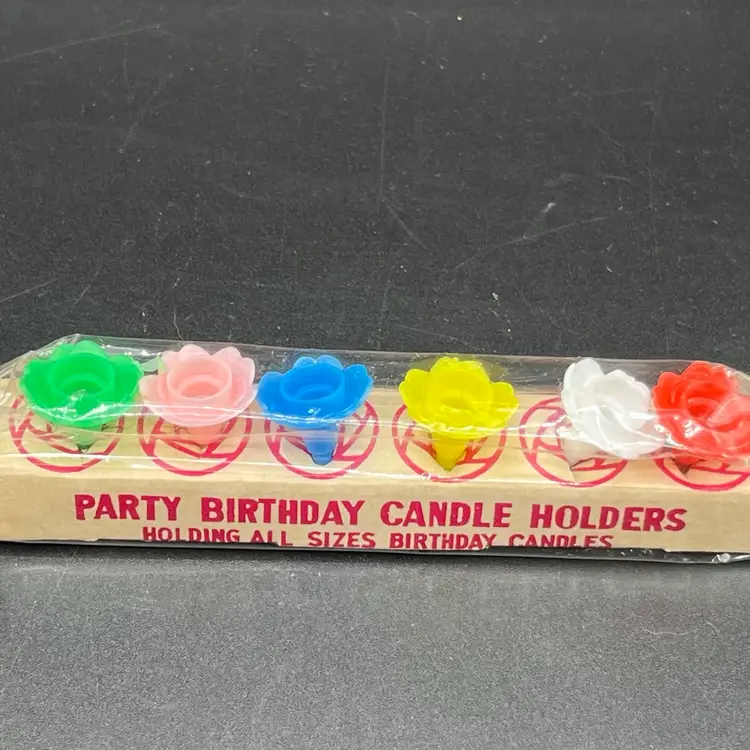 PARTY BIRTHDAY CANDLE HOLDERS
HOLDING ALL SIZES BIRTHDAY CANDLES